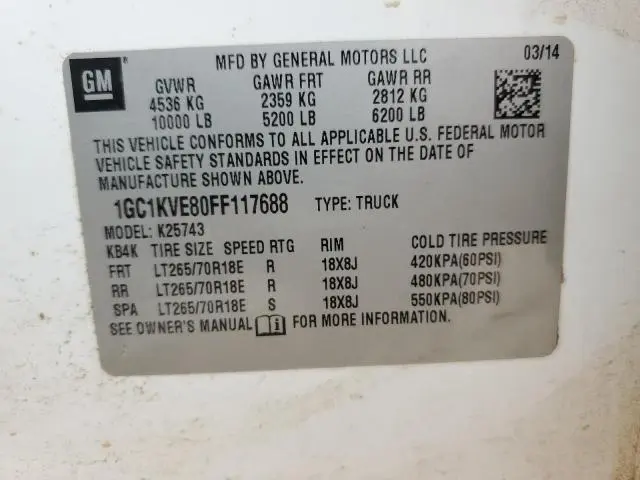 GM
MFD BY GENERAL MOTORS LLC 03/14
GVWR GAWR FRT GAWR RR
4536 KG 2359 KG 2812 KG
10000 LB 5200 LB 6200 LB
THIS VEHICLE CONFORMS TO ALL APPLICABLE U.S. FEDERAL MOTOR
VEHICLE SAFETY STANDARDS IN EFFECT ON THE DATE OF
MANUFACTURE SHOWN ABOVE.
1GC1KVE80FF117688 TYPE: TRUCK
MODEL: K25743
KB4K TIRE SIZE SPEED RTG RIM COLD TIRE PRESSURE
FRT LT265/70R18E R 18X8J 420KPA(60PSI)
RR LT265/70R18E R 18X8J 480KPA(70PSI)
SPA LT265/70R18E S 18X8J 550KPA(80PSI)
SEE OWNER'S MANUAL i FOR MORE INFORMATION.